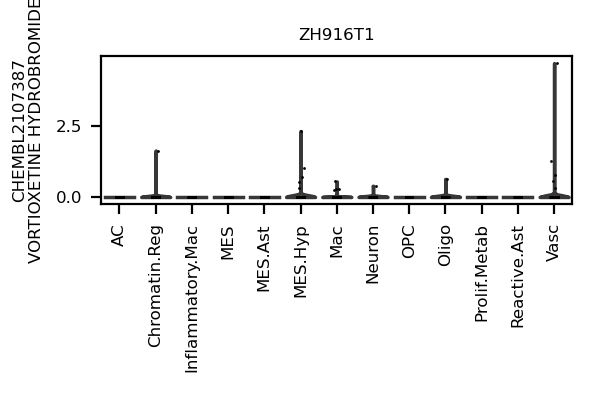 ZH916T1
CHEMBL2107387
VORTIOXETINE HYDROBROMIDE
2.5
0.0
AC
Chromatin.Reg
Inflammatory.Mac
MES
MES.Ast
MES.Hyp
Mac
Neuron
OPC
Oligo
Prolif.Metab
Reactive.Ast
Vasc